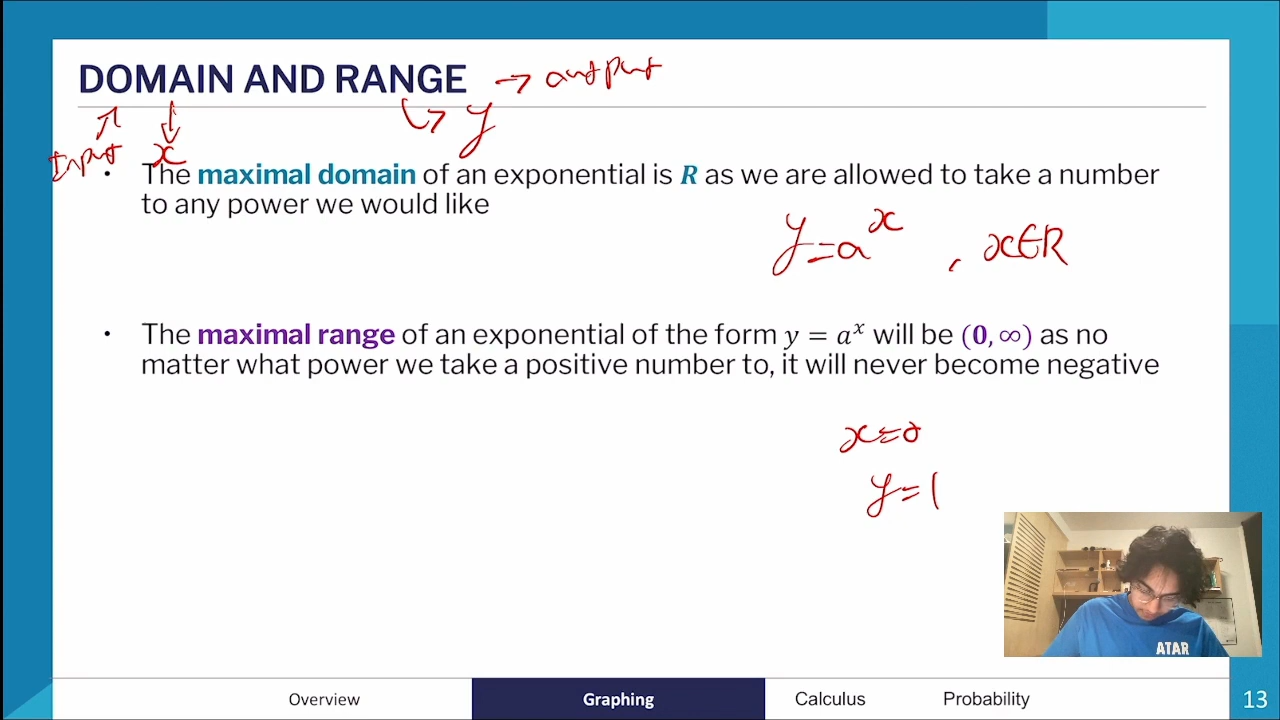 DOMAIN AND RANGE
→ output
↳ y
Input
x
• The maximal domain of an exponential is R as we are allowed to take a number
to any power we would like
y=a^x , x∈R
• The maximal range of an exponential of the form y = a^x will be (0, ∞) as no
matter what power we take a positive number to, it will never become negative
x=0
y=1
ATAR
Overview
Graphing
Calculus
Probability
13